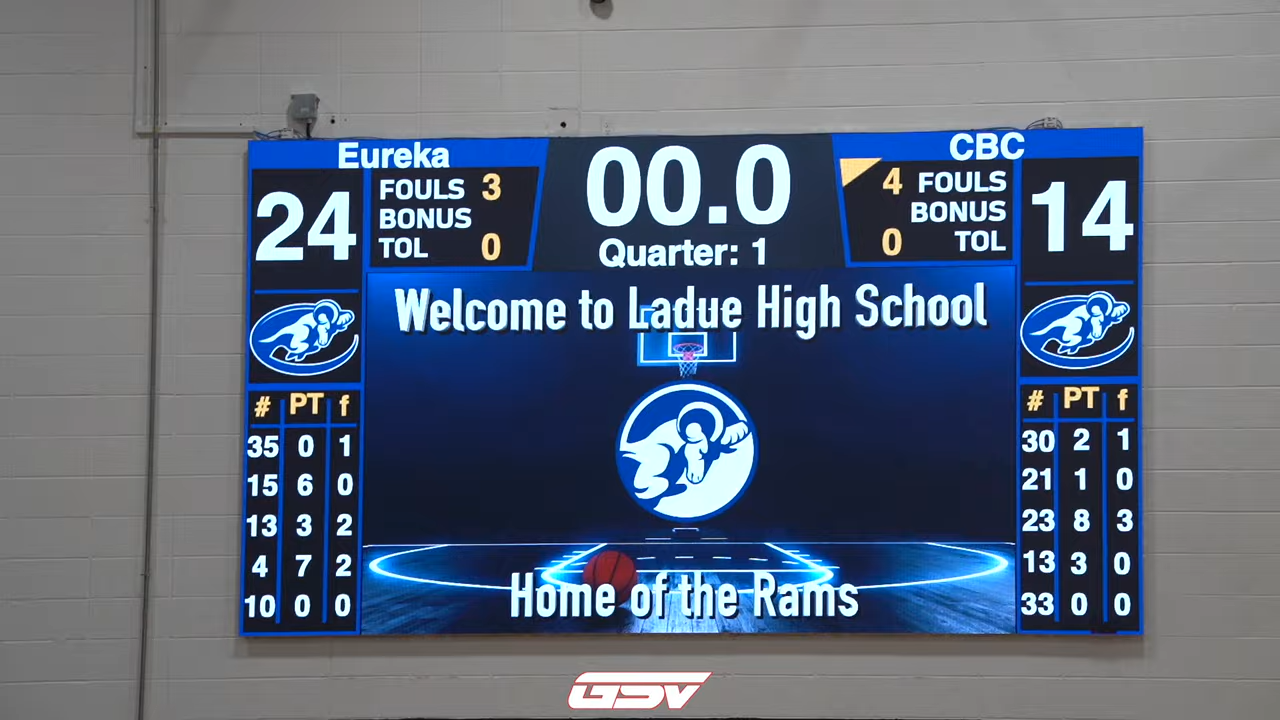 Eureka
24
FOULS 3
BONUS
TOL 0
00.0
Quarter: 1
CBC
4 FOULS
BONUS
0 TOL
14
Welcome to Ladue High School
# PT f
35 0 1
15 6 0
13 3 2
4 7 2
10 0 0
# PT f
30 2 1
21 1 0
23 8 3
13 3 0
33 0 0
Home of the Rams
GSV